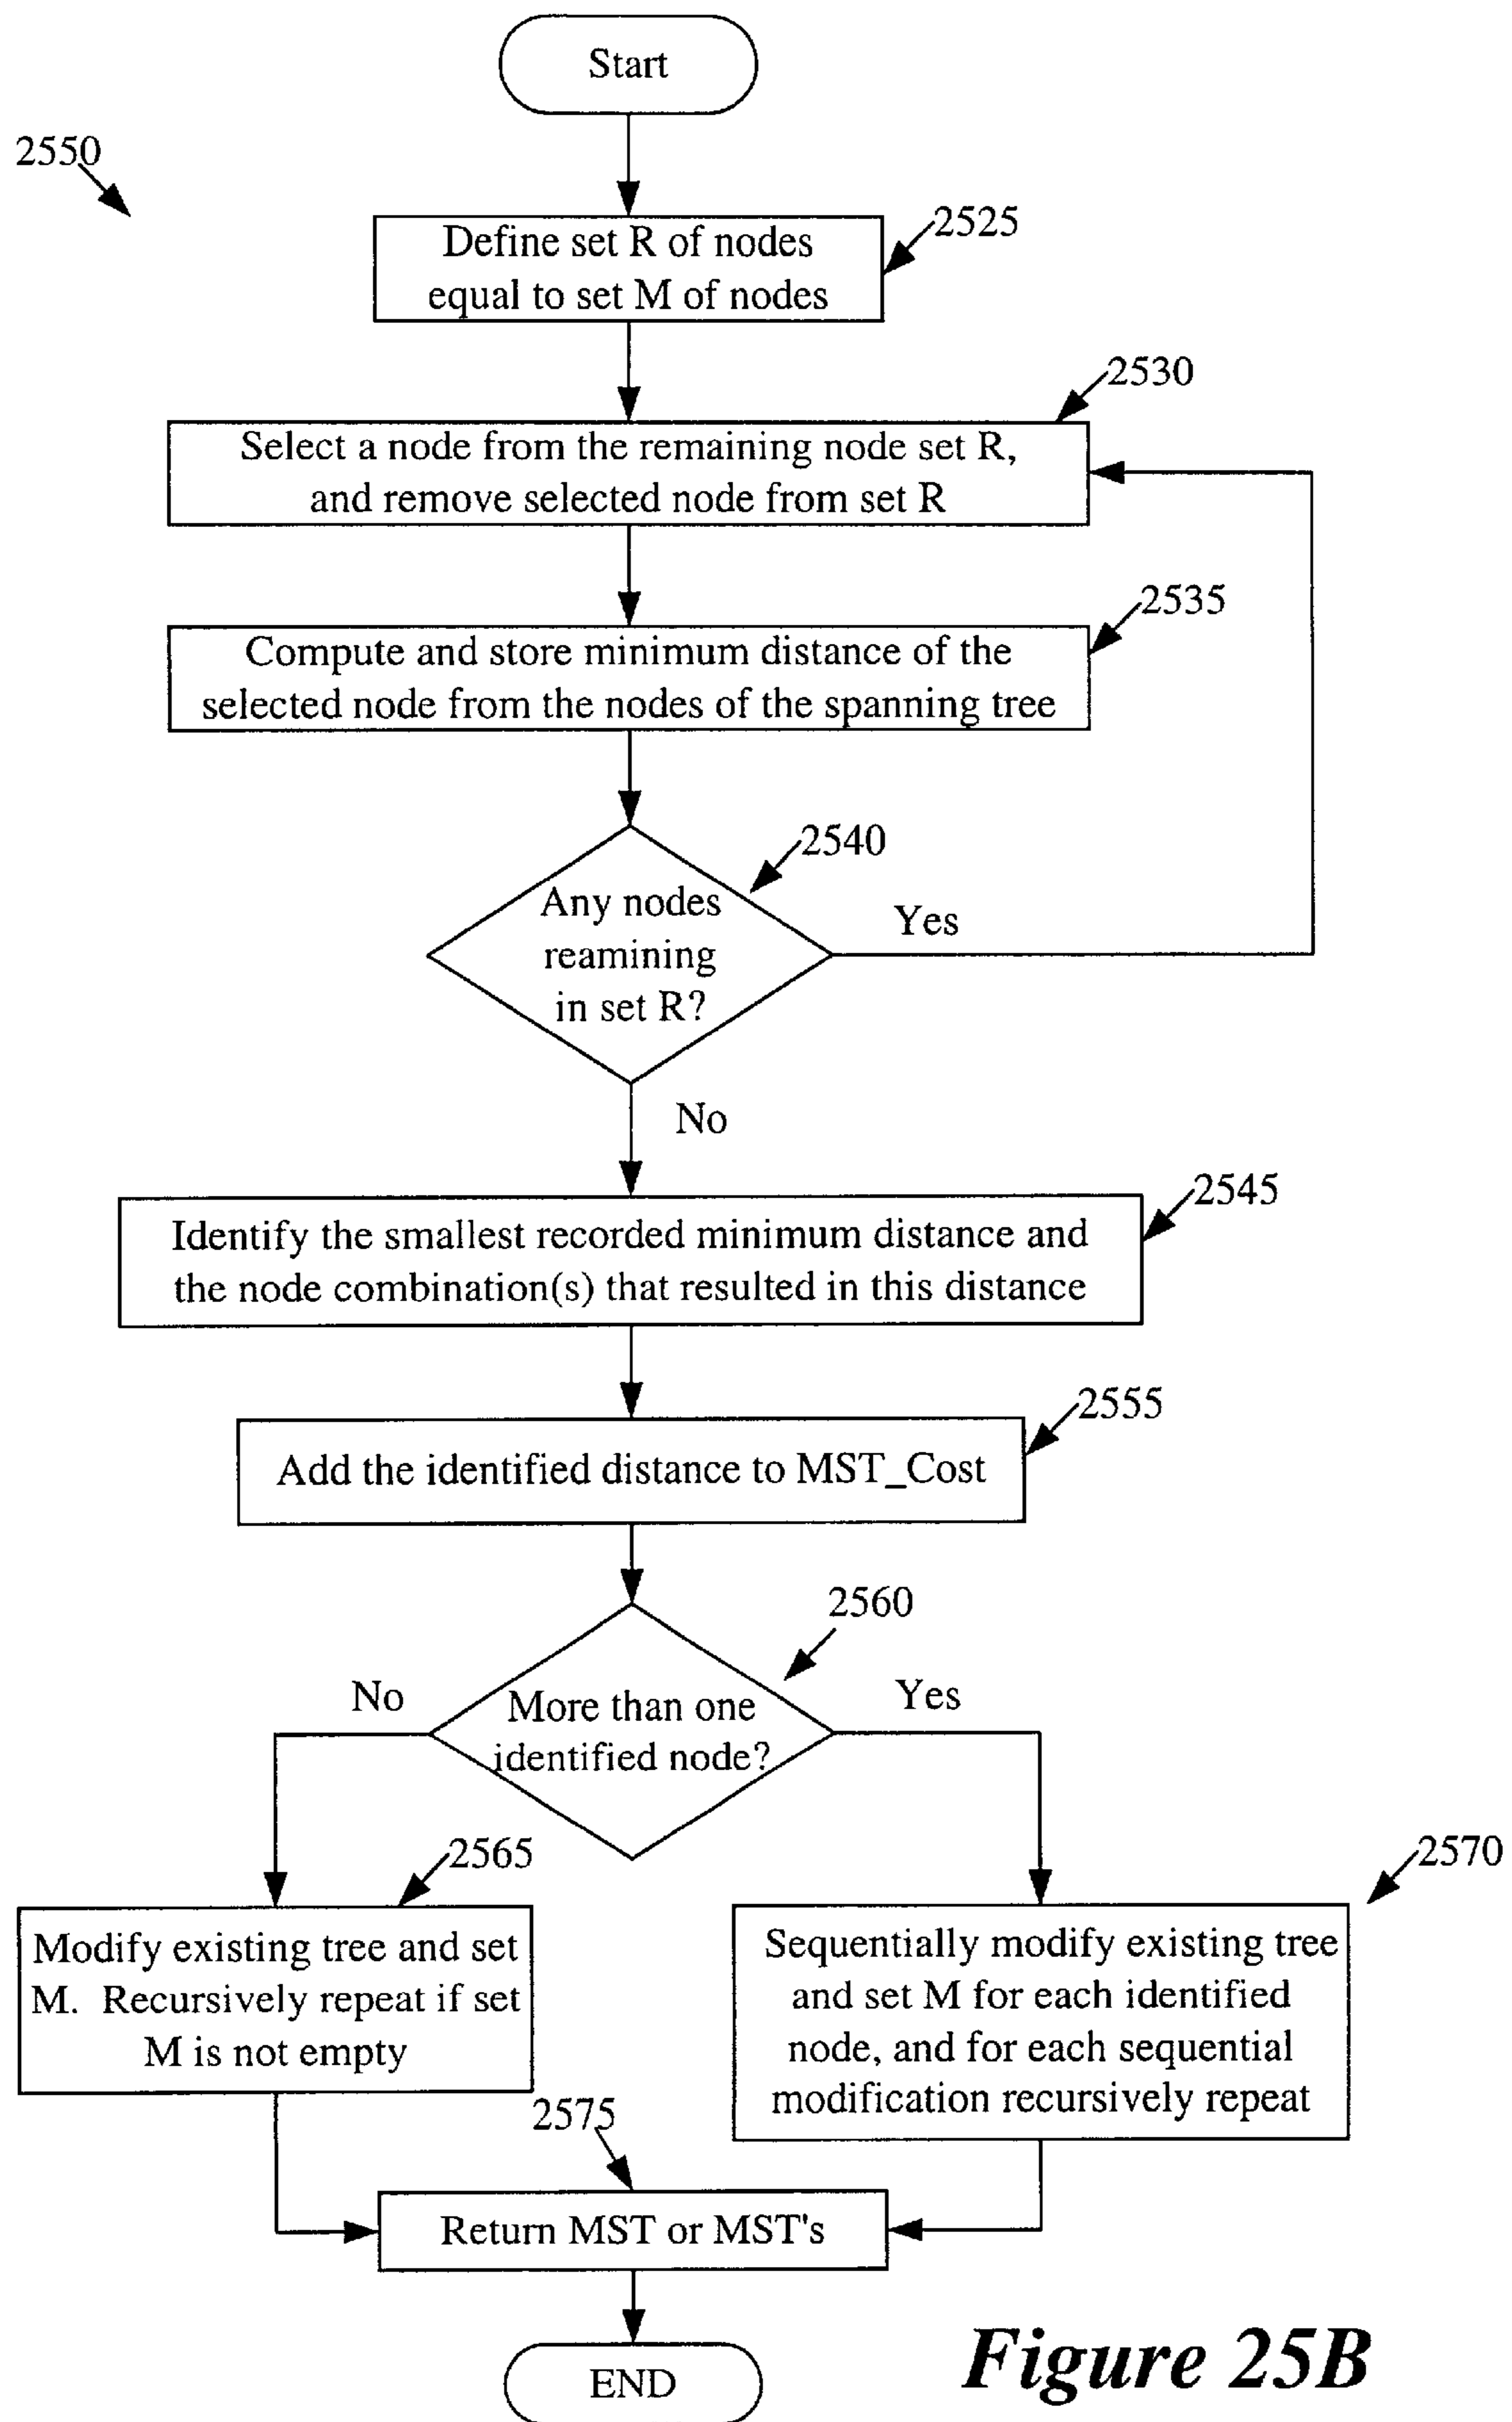 Start
2550
2525
Define set R of nodes
equal to set M of nodes
2530
Select a node from the remaining node set R,
and remove selected node from set R
2535
Compute and store minimum distance of the
selected node from the nodes of the spanning tree
2540
Any nodes
reamining
in set R?
Yes
No
2545
Identify the smallest recorded minimum distance and
the node combination(s) that resulted in this distance
2555
Add the identified distance to MST_Cost
2560
No
More than one
identified node?
Yes
2565
Modify existing tree and set
M. Recursively repeat if set
M is not empty
2570
Sequentially modify existing tree
and set M for each identified
node, and for each sequential
modification recursively repeat
2575
Return MST or MST's
END
Figure 25B